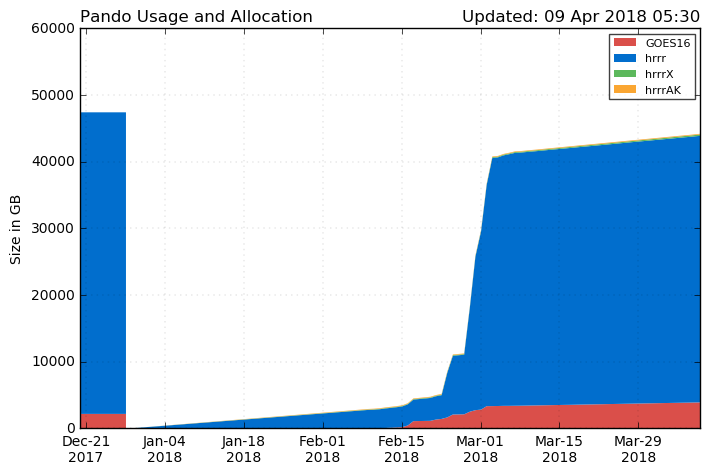 Pando Usage and Allocation Updated: 09 Apr 2018 05:30
60000
50000
40000
30000
20000
10000
0
Size in GB
GOES16
hrrr
hrrrX
hrrrAK
Dec-21 Jan-04 Jan-18 Feb-01 Feb-15 Mar-01 Mar-15 Mar-29
2017 2018 2018 2018 2018 2018 2018 2018